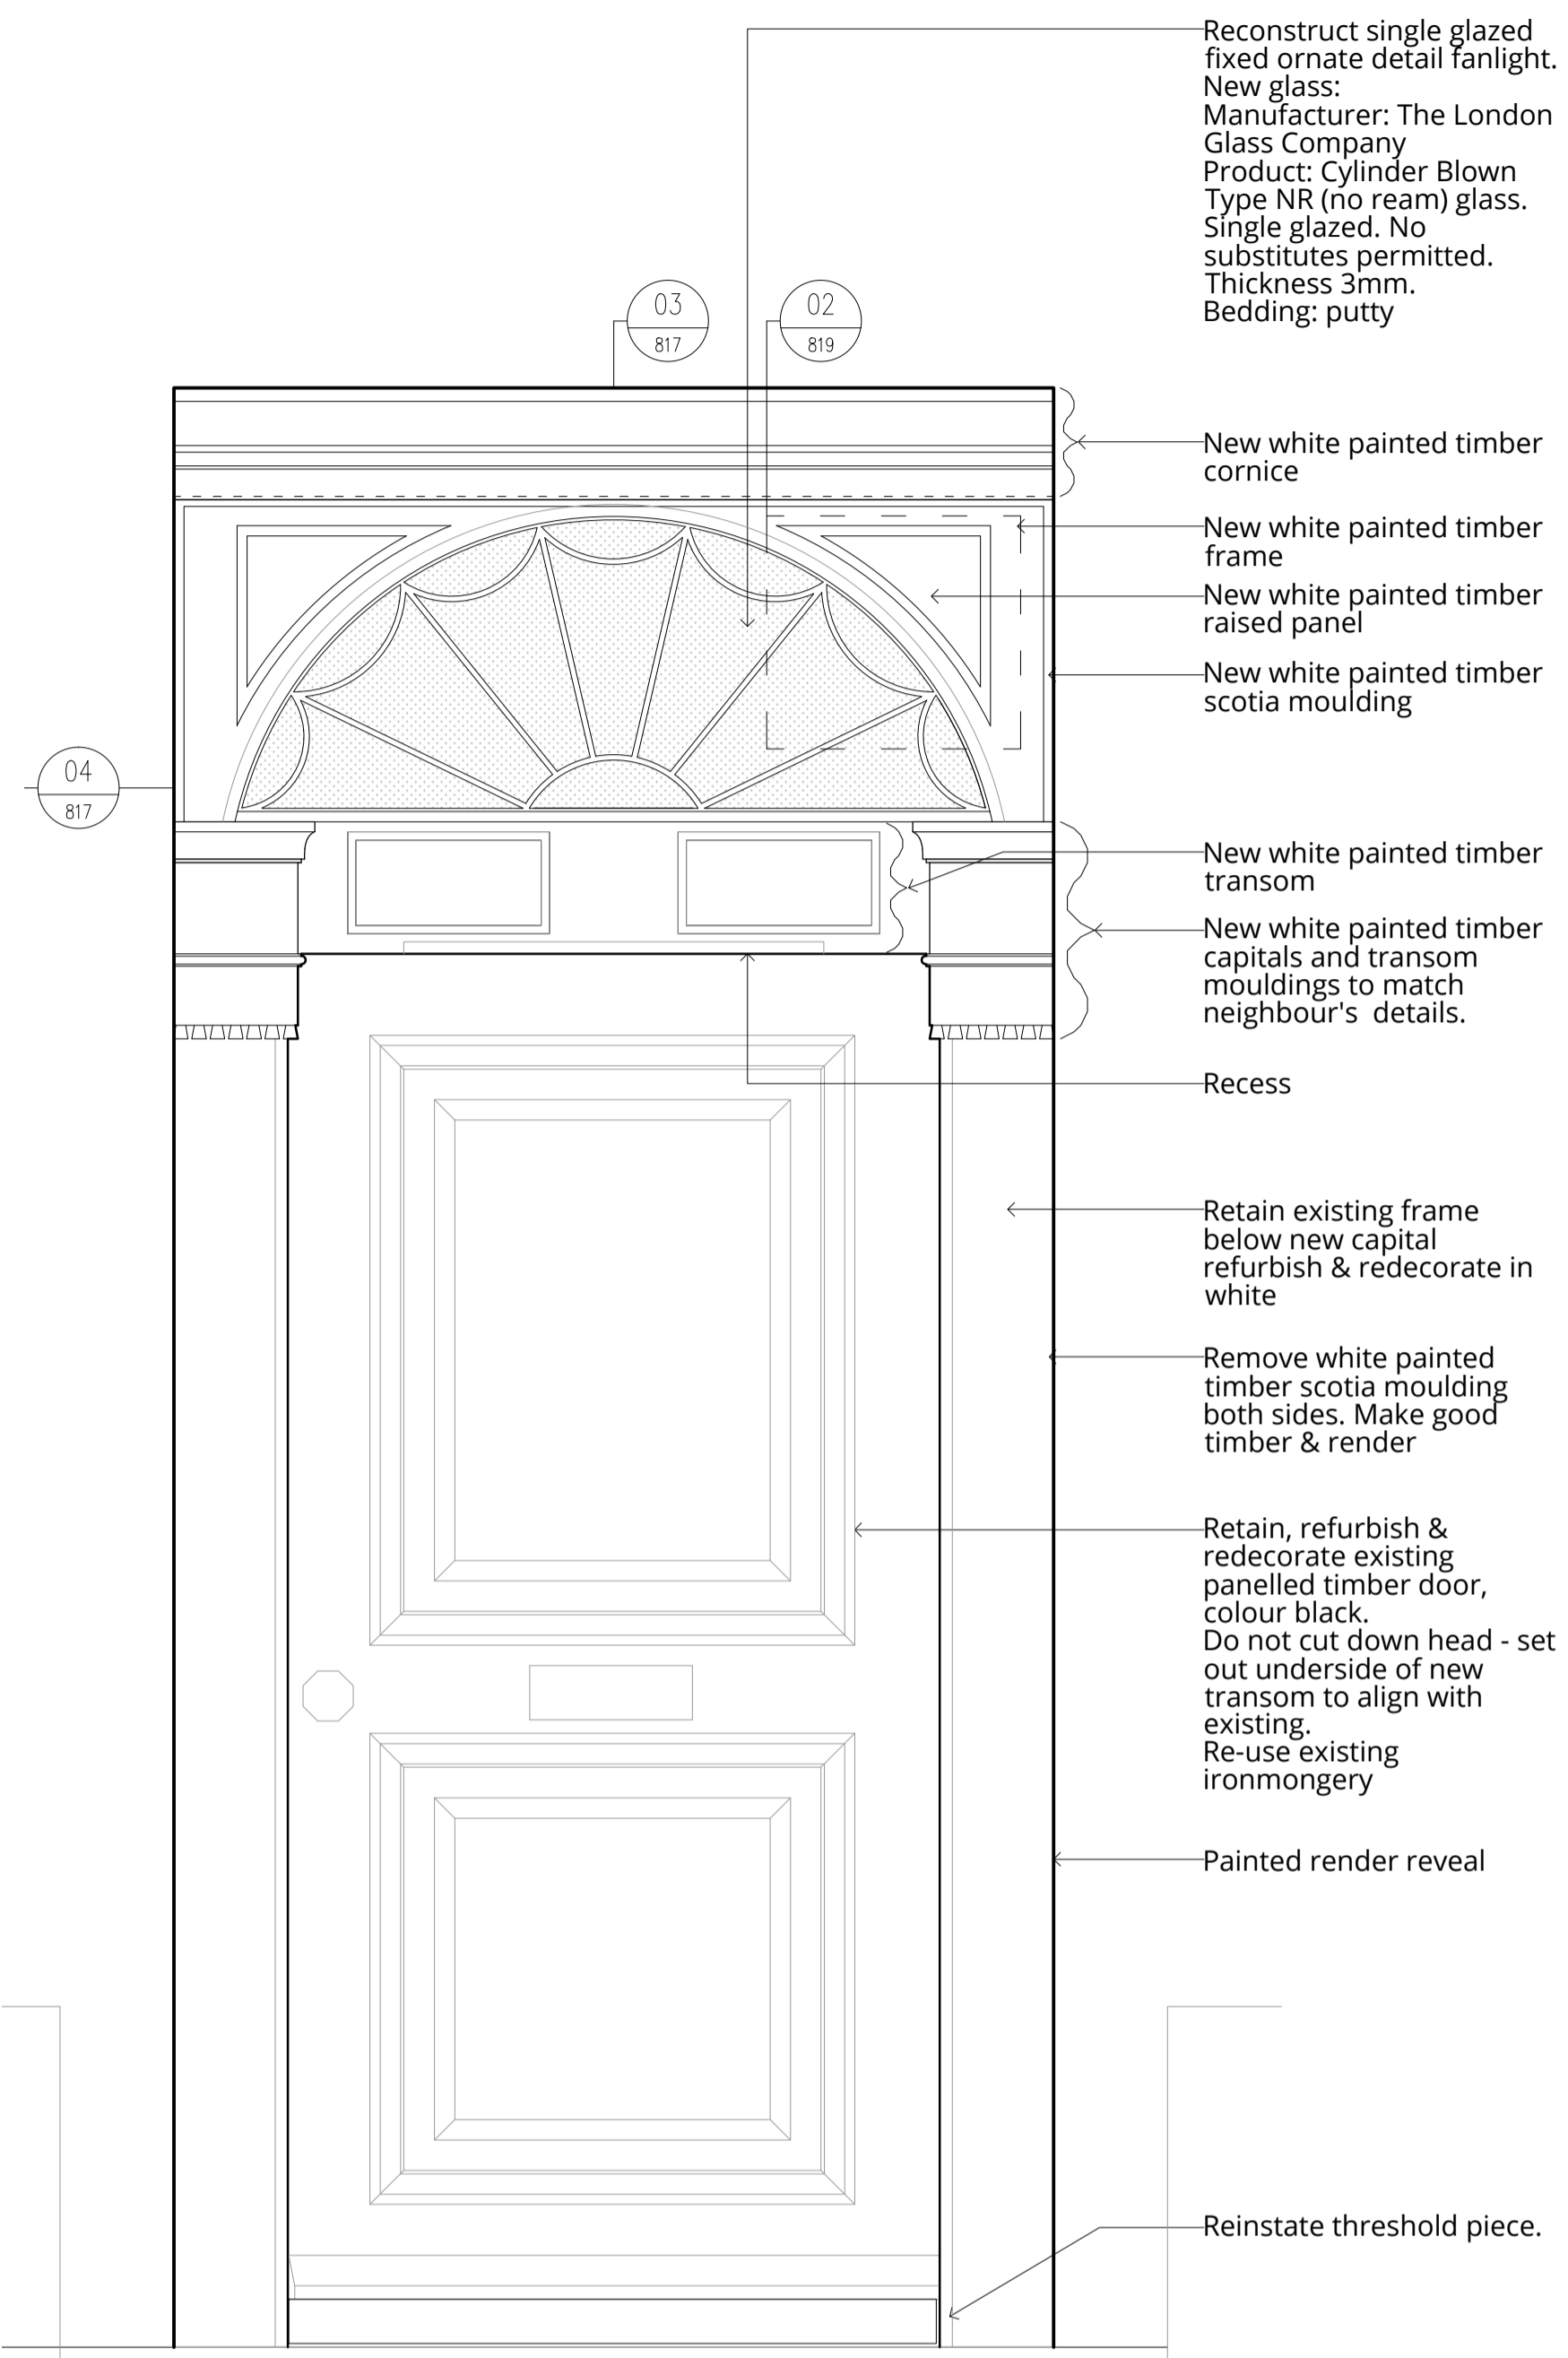 Reconstruct single glazed
fixed ornate detail fanlight.
New glass:
Manufacturer: The London
Glass Company
Product: Cylinder Blown
Type NR (no ream) glass.
Single glazed. No
substitutes permitted.
Thickness 3mm.
Bedding: putty
03
817
02
819
New white painted timber
cornice
New white painted timber
frame
New white painted timber
raised panel
New white painted timber
scotia moulding
04
817
New white painted timber
transom
New white painted timber
capitals and transom
mouldings to match
neighbour's  details.
Recess
Retain existing frame
below new capital
refurbish & redecorate in
white
Remove white painted
timber scotia moulding
both sides. Make good
timber & render
Retain, refurbish &
redecorate existing
panelled timber door,
colour black.
Do not cut down head - set
out underside of new
transom to align with
existing.
Re-use existing
ironmongery
Painted render reveal
Reinstate threshold piece.